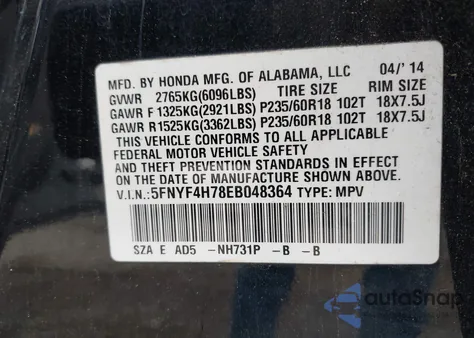 MFD. BY HONDA MFG. OF ALABAMA, LLC 04/'14
GVWR 2765KG(6096LBS) TIRE SIZE RIM SIZE
GAWR F 1325KG(2921LBS) P235/60R18 102T 18X7.5J
GAWR R1525KG(3362LBS) P235/60R18 102T 18X7.5J
THIS VEHICLE CONFORMS TO ALL APPLICABLE
FEDERAL MOTOR VEHICLE SAFETY
AND THEFT PREVENTION STANDARDS IN EFFECT
ON THE DATE OF MANUFACTURE SHOWN ABOVE.
V.I.N.:5FNYF4H78EB048364 TYPE: MPV
SZA E AD5 -NH731P -B -B
autoSnap